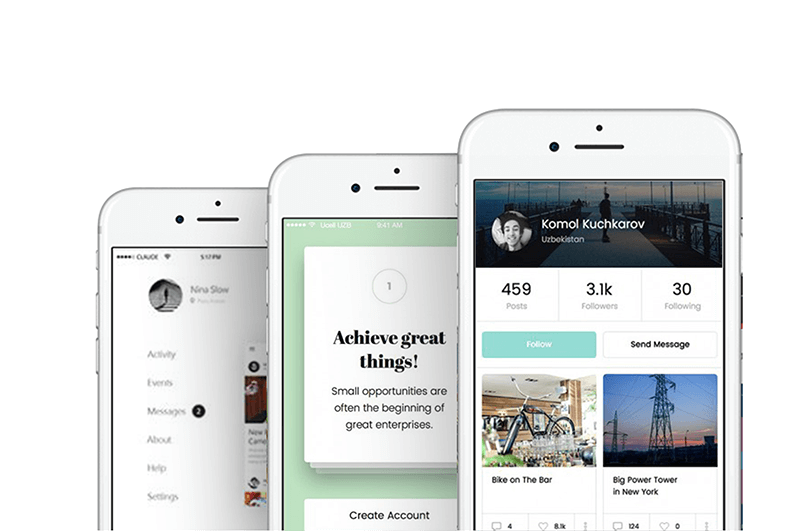 CLAUDE
5:17 PM
Nina Slow
Activity
Events
Messages 2
About
Help
Settings
Ucell UZB
9:41 AM
1
Achieve great
things!
Small opportunities are
often the beginning of
great enterprises.
Create Account
Komol Kuchkarov
Uzbekistan
459
Posts
3.1k
Followers
30
Following
Follow
Send Message
Bike on The Bar
4
8.1k
Big Power Tower
in New York
124
0